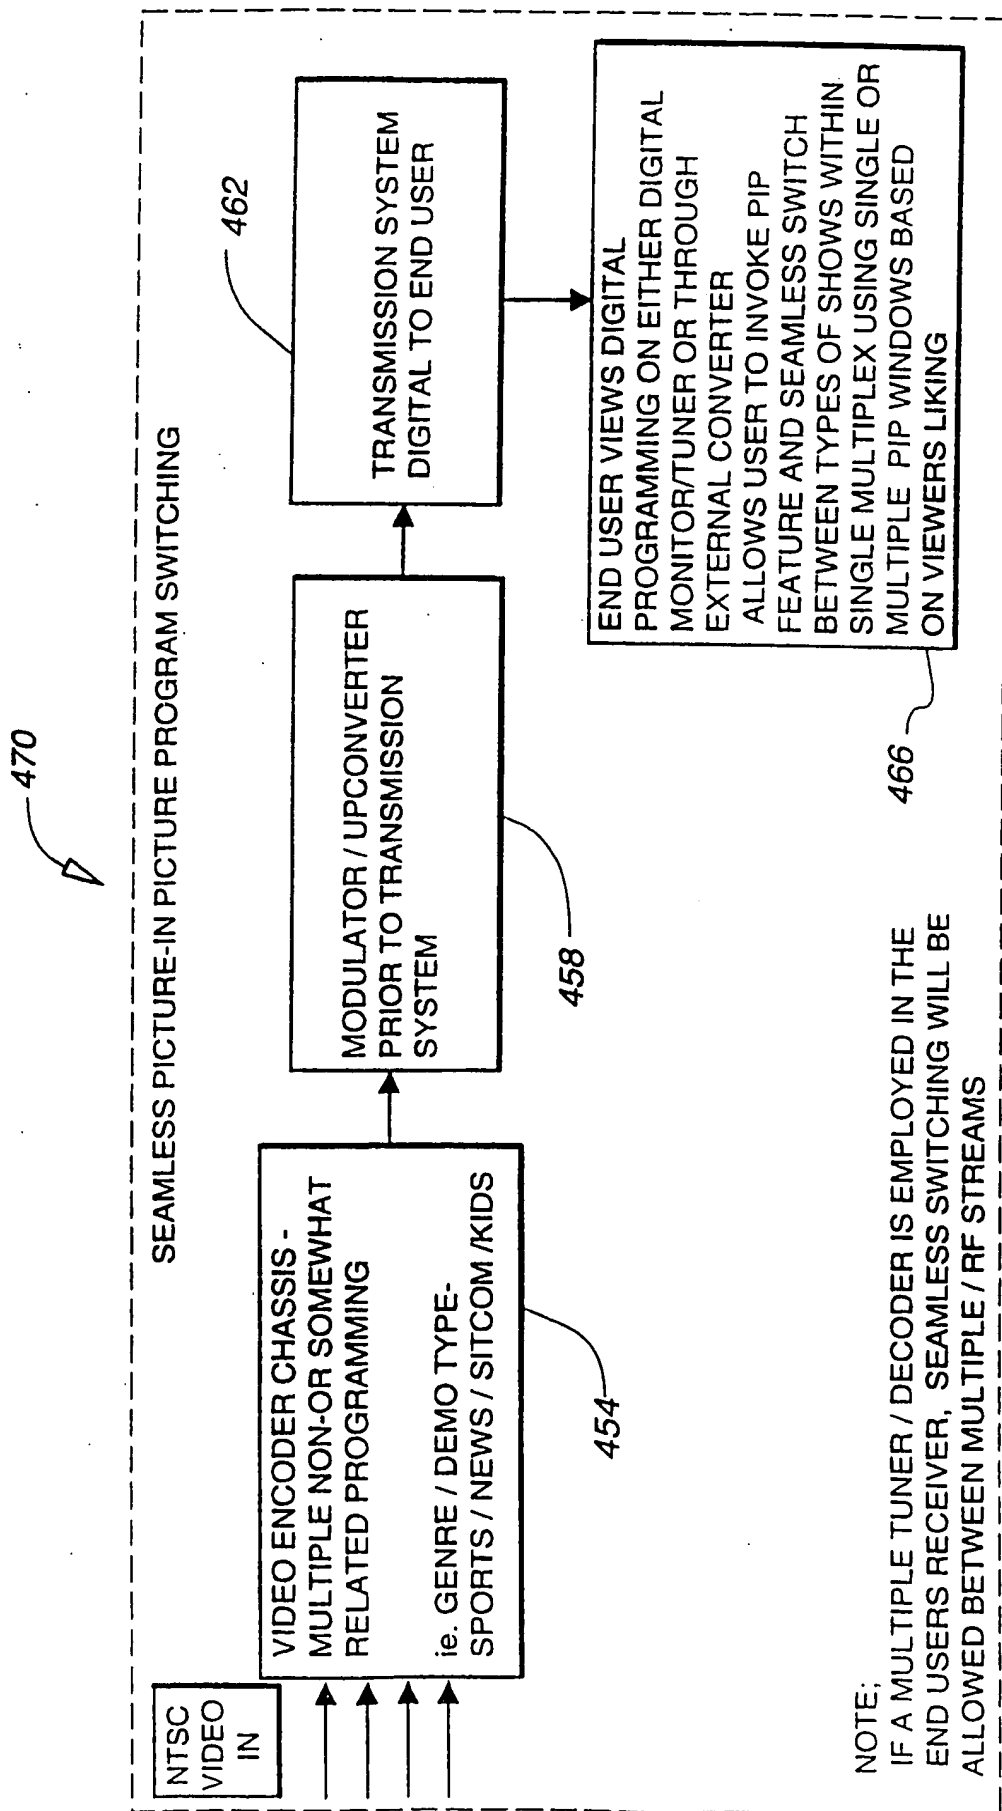 470
SEAMLESS PICTURE-IN PICTURE PROGRAM SWITCHING
NTSC
VIDEO
IN
VIDEO ENCODER CHASSIS -
MULTIPLE NON-OR SOMEWHAT
RELATED PROGRAMMING
ie. GENRE / DEMO TYPE-
SPORTS / NEWS / SITCOM /KIDS
454
MODULATOR / UPCONVERTER
PRIOR TO TRANSMISSION
SYSTEM
458
TRANSMISSION SYSTEM
DIGITAL TO END USER
462
END USER VIEWS DIGITAL
PROGRAMMING ON EITHER DIGITAL
MONITOR/TUNER OR THROUGH
EXTERNAL CONVERTER
ALLOWS USER TO INVOKE PIP
FEATURE AND SEAMLESS SWITCH
BETWEEN TYPES OF SHOWS WITHIN
SINGLE MULTIPLEX USING SINGLE OR
MULTIPLE PIP WINDOWS BASED
ON VIEWERS LIKING
466
NOTE;
IF A MULTIPLE TUNER / DECODER IS EMPLOYED IN THE
END USERS RECEIVER, SEAMLESS SWITCHING WILL BE
ALLOWED BETWEEN MULTIPLE / RF STREAMS